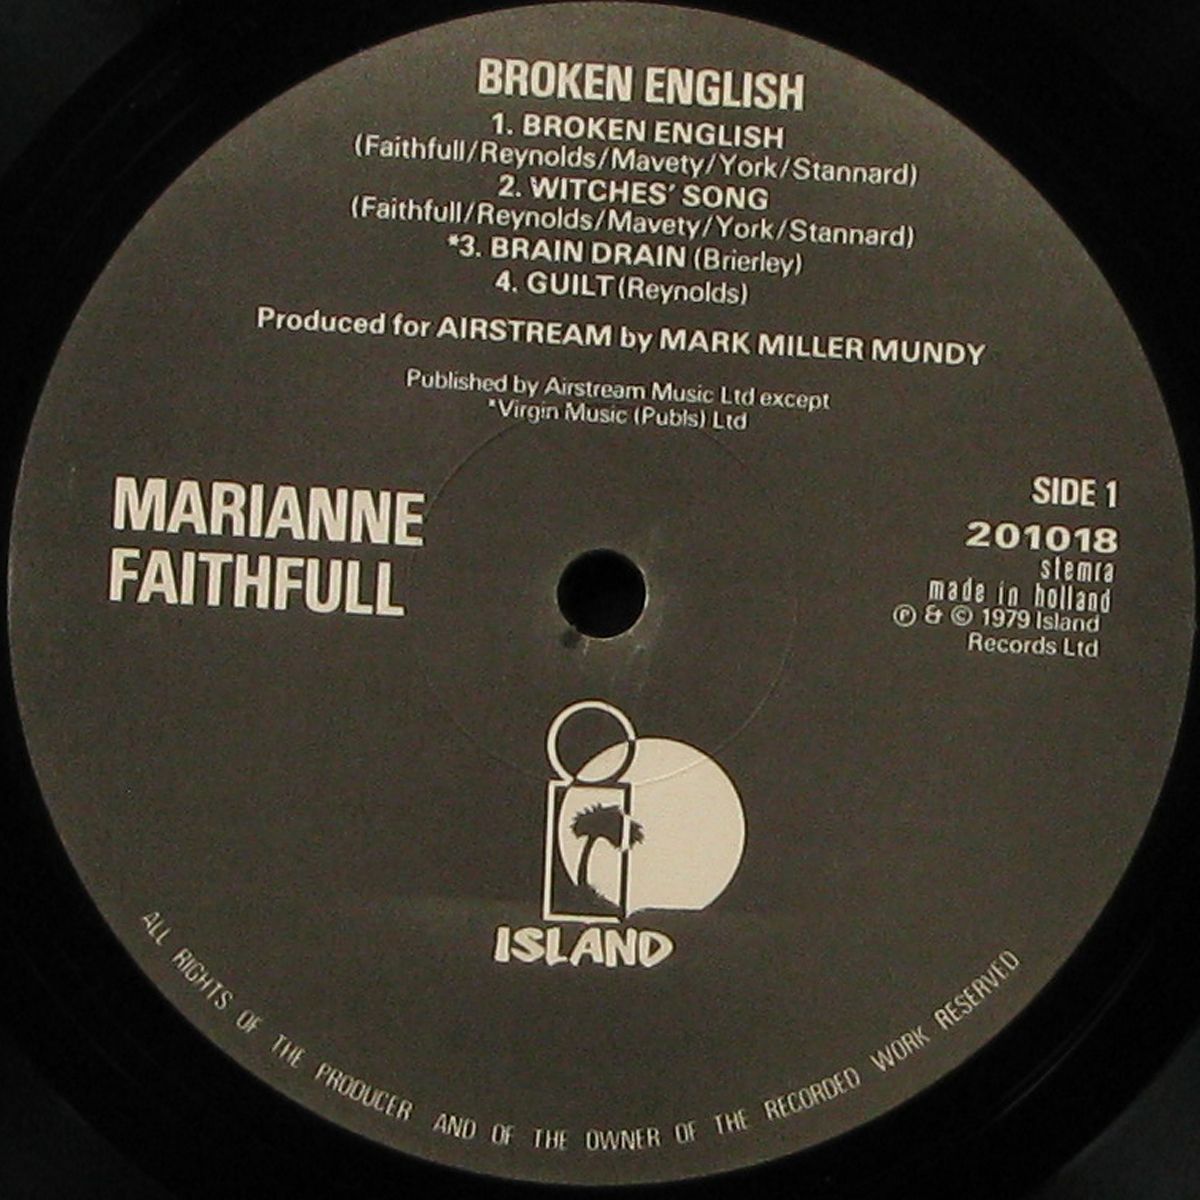 BROKEN ENGLISH
1. BROKEN ENGLISH
(Faithfull/Reynolds/Mavety/York/Stannard)
2. WITCHES' SONG
(Faithfull/Reynolds/Mavety/York/Stannard)
*3. BRAIN DRAIN (Brierley)
4. GUILT (Reynolds)
Produced for AIRSTREAM by MARK MILLER MUNDY
Published by Airstream Music Ltd except
*Virgin Music (Publs) Ltd
MARIANNE
FAITHFULL
SIDE 1
201018
stemra
made in holland
℗ & © 1979 Island
Records Ltd
ISLAND
ALL RIGHTS OF THE PRODUCER AND OF THE OWNER OF THE RECORDED WORK RESERVED